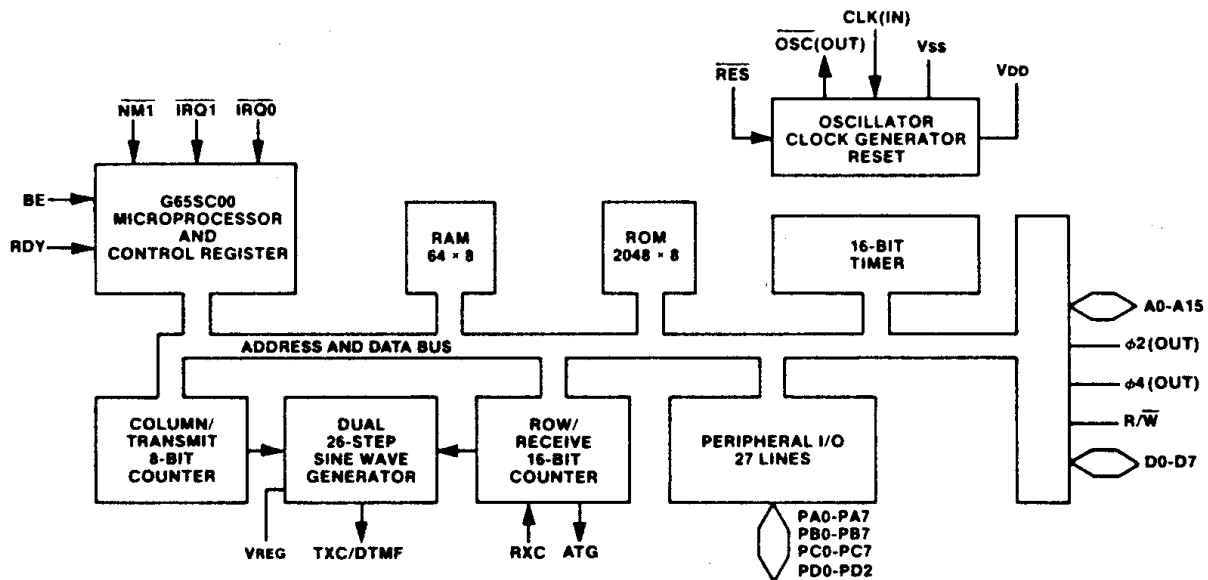 CLK(IN)
OSC(OUT)
VSS
RES
VDD
OSCILLATOR
CLOCK GENERATOR
RESET
NM1
IRQ1
IRQ0
BE
RDY
G65SC00
MICROPROCESSOR
AND
CONTROL REGISTER
RAM
64 × 8
ROM
2048 × 8
16-BIT
TIMER
A0-A15
ϕ2(OUT)
ϕ4(OUT)
R/W
D0-D7
ADDRESS AND DATA BUS
COLUMN/
TRANSMIT
8-BIT
COUNTER
DUAL
26-STEP
SINE WAVE
GENERATOR
ROW/
RECEIVE
16-BIT
COUNTER
PERIPHERAL I/O
27 LINES
VREG
TXC/DTMF
RXC
ATG
PA0-PA7
PB0-PB7
PC0-PC7
PD0-PD2